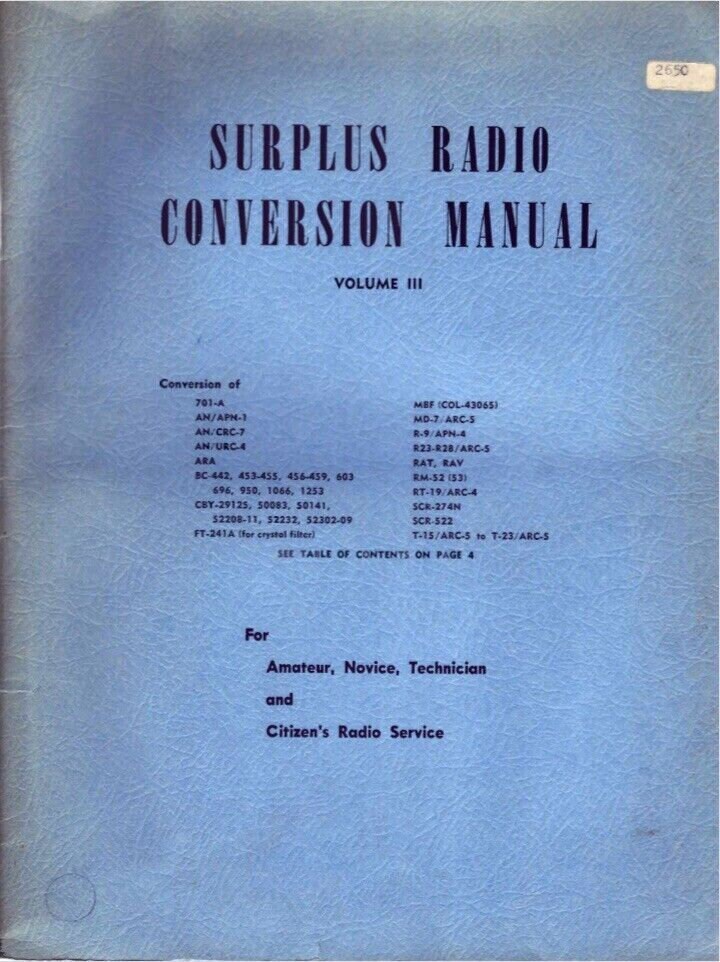 2650
SURPLUS RADIO
CONVERSION MANUAL
VOLUME III
Conversion of
701-A
AN/APN-1
AN/CRC-7
AN/URC-4
ARA
BC-442, 453-455, 456-459, 603
696, 950, 1066, 1253
CBY-29125, 50083, 50141,
52208-11, 52232, 52302-09
FT-241A (for crystal filter)
MBF (COL-43065)
MD-7/ARC-5
R-9/APN-4
R23-R28/ARC-5
RAT, RAV
RM-52 (53)
RT-19/ARC-4
SCR-274N
SCR-522
T-15/ARC-5 to T-23/ARC-5
SEE TABLE OF CONTENTS ON PAGE 4
For
Amateur, Novice, Technician
and
Citizen's Radio Service